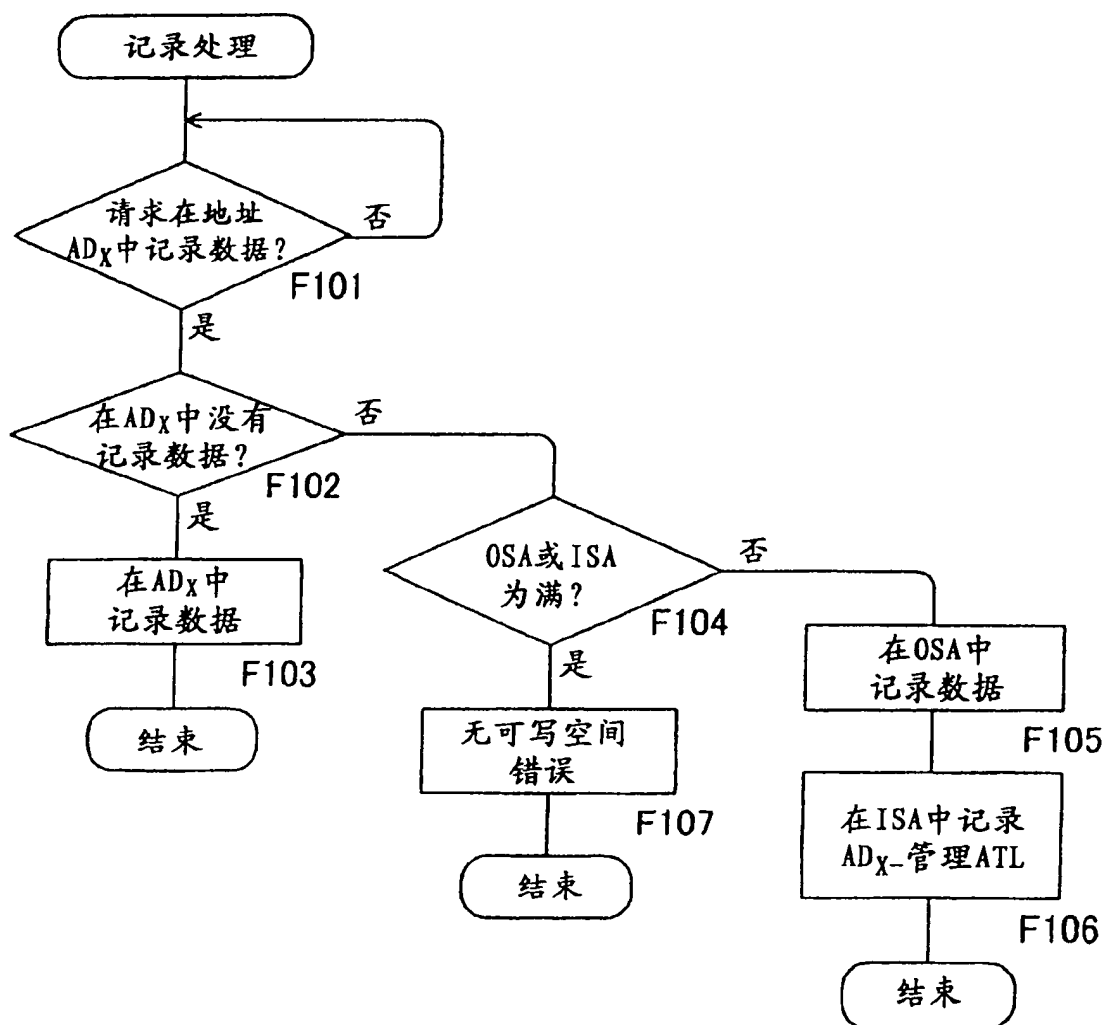 记录处理
请求在地址
ADX中记录数据？
否
F101
是
在ADX中没有
记录数据？
否
F102
是
在ADX中
记录数据
F103
结束
OSA或ISA
为满？
否
F104
是
无可写空间
错误
F107
结束
在OSA中
记录数据
F105
在ISA中记录
ADX-管理ATL
F106
结束